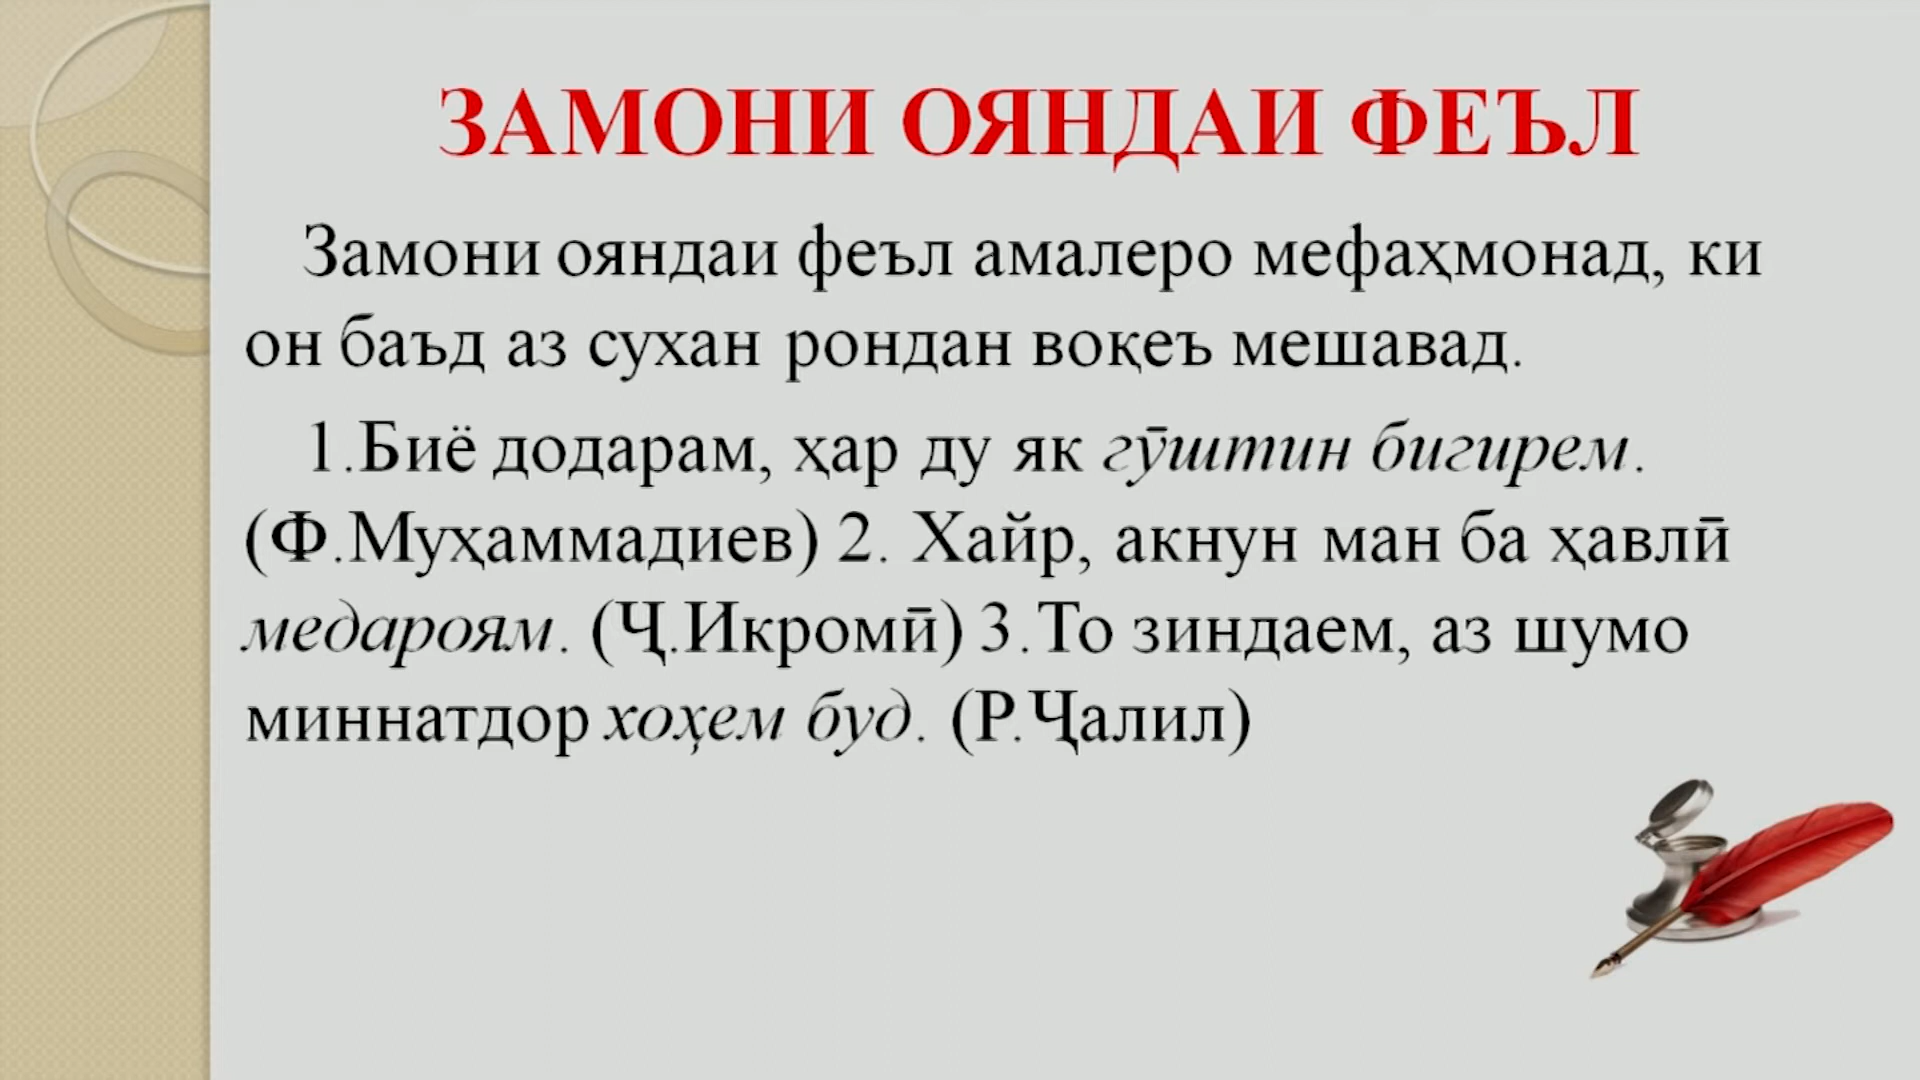 ЗАМОНИ ОЯНДАИ ФЕЪЛ
Замони ояндаи феъл амалеро мефаҳмонад, ки
он баъд аз сухан рондан воқеъ мешавад.
1.Биё додарам, ҳар ду як гӯштин бигирем.
(Ф.Муҳаммадиев) 2. Хайр, акнун ман ба ҳавлӣ
медароям. (Ҷ.Икромӣ) 3.То зиндаем, аз шумо
миннатдор хоҳем буд. (Р.Ҷалил)